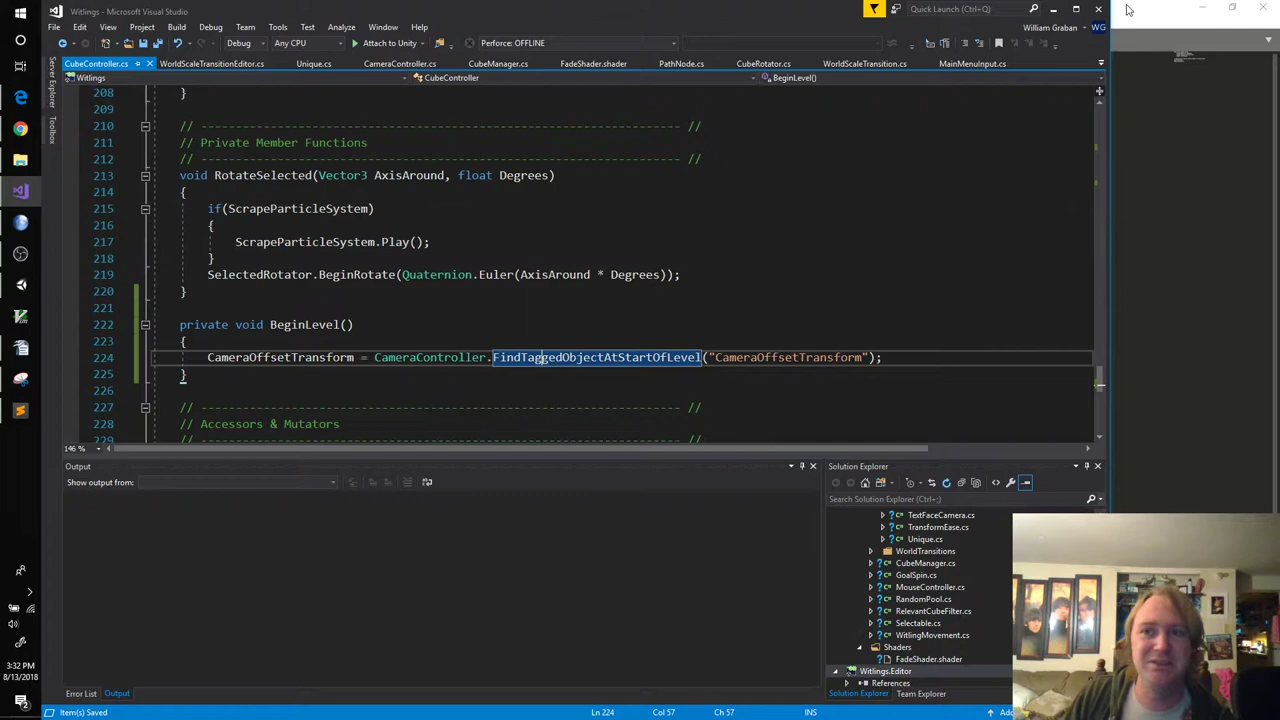 Witlings - Microsoft Visual Studio
Quick Launch (Ctrl+Q)
File Edit View Project Build Debug Team Tools Test Analyze Window Help
William Graban WG
Debug Any CPU Attach to Unity Perforce: OFFLINE
CubeController.cs WorldScaleTransitionEditor.cs Unique.cs CameraController.cs CubeManager.cs FadeShader.shader PathNode.cs CubeRotator.cs WorldScaleTransition.cs MainMenuInput.cs
Witlings CubeController BeginLevel()
Server Explorer
Toolbox
208 }
209
210 // --------------------------------------------------------------------- //
211 // Private Member Functions
212 // --------------------------------------------------------------------- //
213 void RotateSelected(Vector3 AxisAround, float Degrees)
214 {
215 if(ScrapeParticleSystem)
216 {
217 ScrapeParticleSystem.Play();
218 }
219 SelectedRotator.BeginRotate(Quaternion.Euler(AxisAround * Degrees));
220 }
221
222 private void BeginLevel()
223 {
224 CameraOffsetTransform = CameraController.FindTaggedObjectAtStartOfLevel("CameraOffsetTransform");
225 }
226
227 // --------------------------------------------------------------------- //
228 // Accessors & Mutators
229 // --------------------------------------------------------------------- //
146 %
Output
Show output from:
Error List Output
Solution Explorer
Search Solution Explorer (Ctrl+;)
TextFaceCamera.cs
TransformEase.cs
Unique.cs
WorldTransitions
CubeManager.cs
GoalSpin.cs
MouseController.cs
RandomPool.cs
RelevantCubeFilter.cs
Selectable.cs
WitlingMovement.cs
Shaders
FadeShader.shader
Witlings.Editor
References
Solution Explorer Team Explorer
Item(s) Saved Ln 224 Col 57 Ch 57 INS
3:32 PM
8/13/2018
2